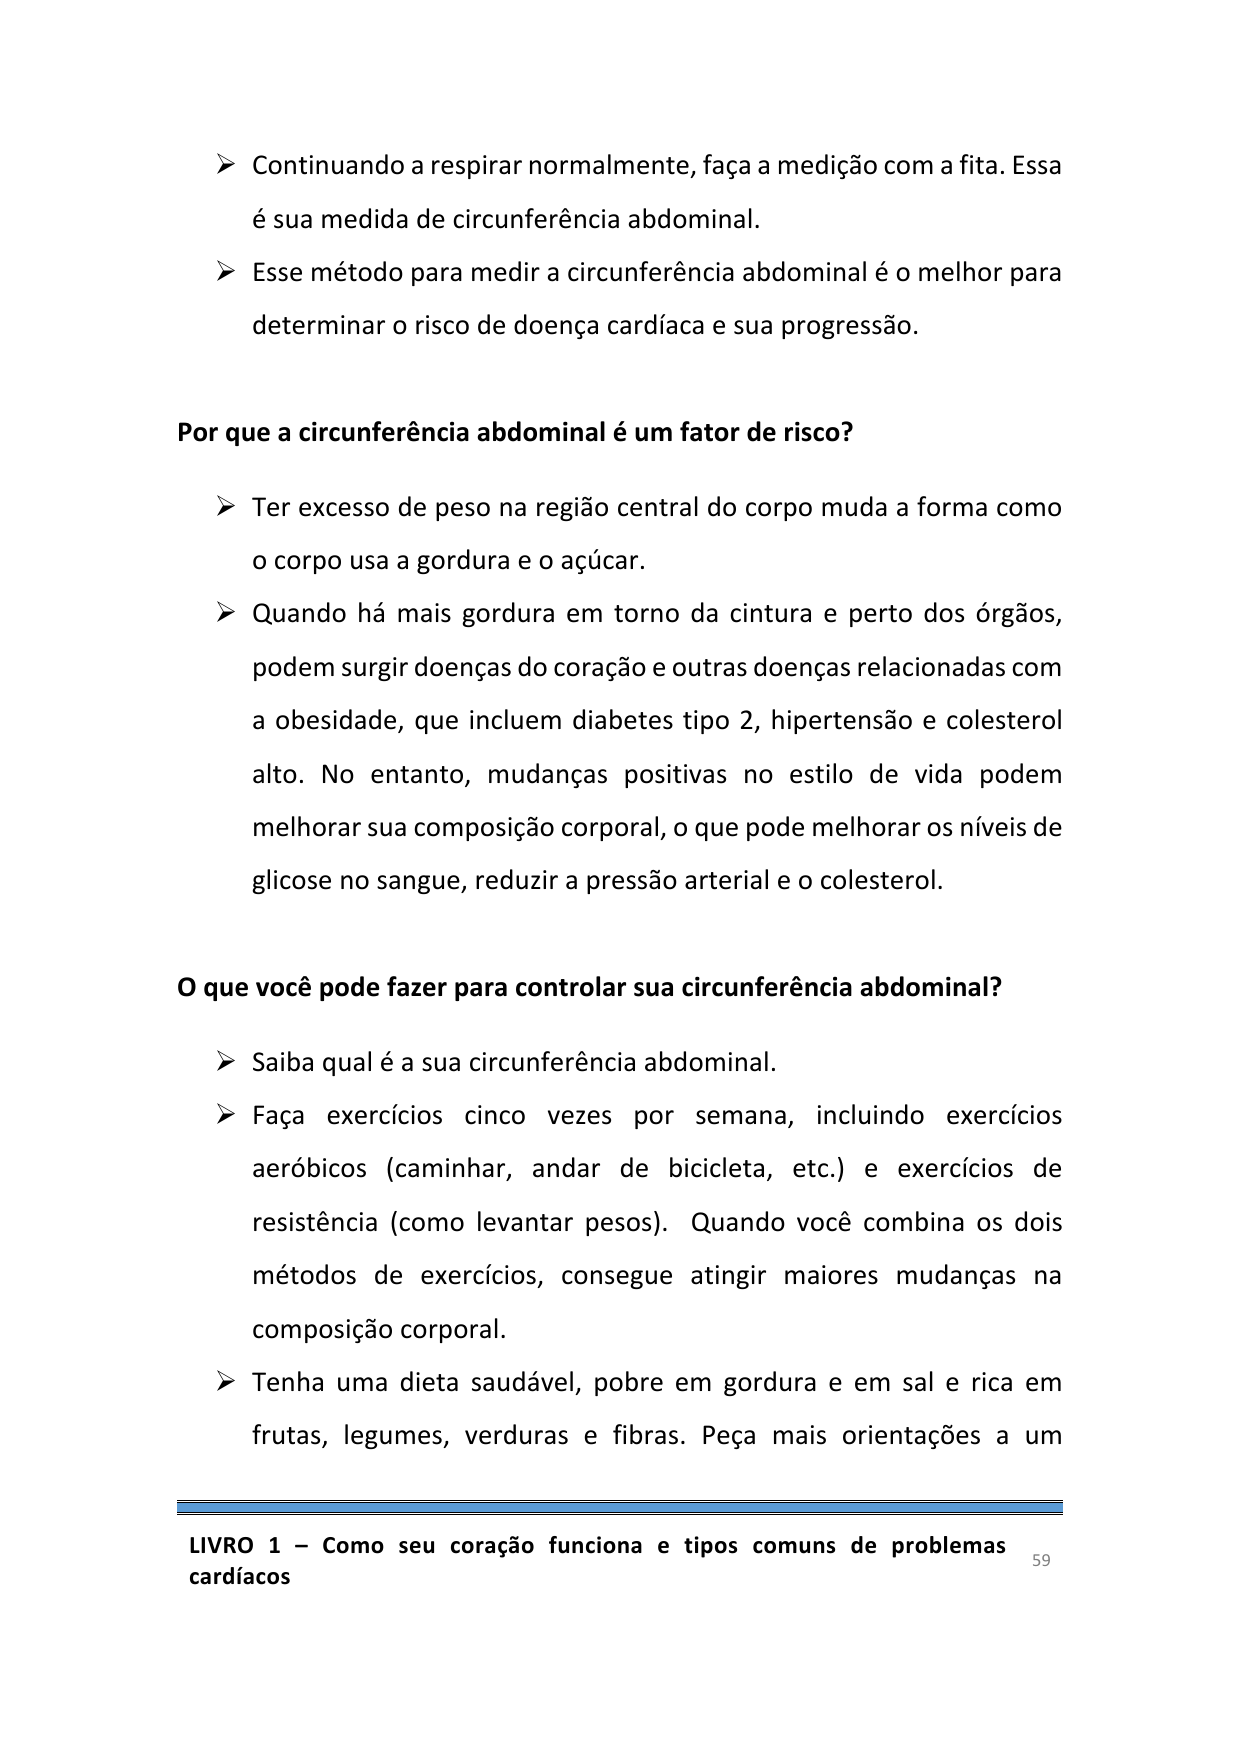 ➢ Continuando a respirar normalmente, faça a medição com a fita. Essa
é sua medida de circunferência abdominal.
➢ Esse método para medir a circunferência abdominal é o melhor para
determinar o risco de doença cardíaca e sua progressão.
Por que a circunferência abdominal é um fator de risco?
➢ Ter excesso de peso na região central do corpo muda a forma como
o corpo usa a gordura e o açúcar.
➢ Quando há mais gordura em torno da cintura e perto dos órgãos,
podem surgir doenças do coração e outras doenças relacionadas com
a obesidade, que incluem diabetes tipo 2, hipertensão e colesterol
alto. No entanto, mudanças positivas no estilo de vida podem
melhorar sua composição corporal, o que pode melhorar os níveis de
glicose no sangue, reduzir a pressão arterial e o colesterol.
O que você pode fazer para controlar sua circunferência abdominal?
➢ Saiba qual é a sua circunferência abdominal.
➢ Faça exercícios cinco vezes por semana, incluindo exercícios
aeróbicos (caminhar, andar de bicicleta, etc.) e exercícios de
resistência (como levantar pesos). Quando você combina os dois
métodos de exercícios, consegue atingir maiores mudanças na
composição corporal.
➢ Tenha uma dieta saudável, pobre em gordura e em sal e rica em
frutas, legumes, verduras e fibras. Peça mais orientações a um
LIVRO 1 – Como seu coração funciona e tipos comuns de problemas
cardíacos
59